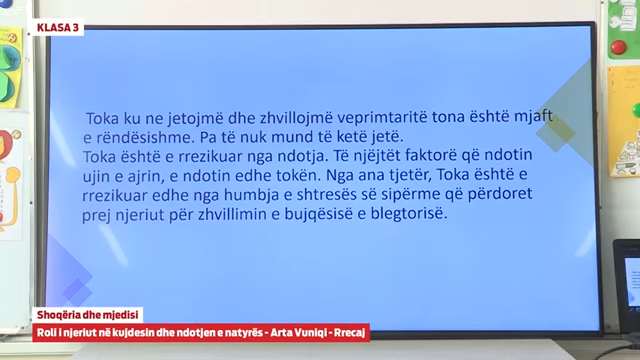 KLASA 3
Toka ku ne jetojmë dhe zhvillojmë veprimtaritë tona është mjaft
e rëndësishme. Pa të nuk mund të ketë jetë.
Toka është e rrezikuar nga ndotja. Të njëjtët faktorë që ndotin
ujin e ajrin, e ndotin edhe tokën. Nga ana tjetër, Toka është e
rrezikuar edhe nga humbja e shtresës së sipërme që përdoret
prej njeriut për zhvillimin e bujqësisë e blegtorisë.
Shoqëria dhe mjedisi
Roli i njeriut në kujdesin dhe ndotjen e natyrës - Arta Vuniqi - Rrecaj